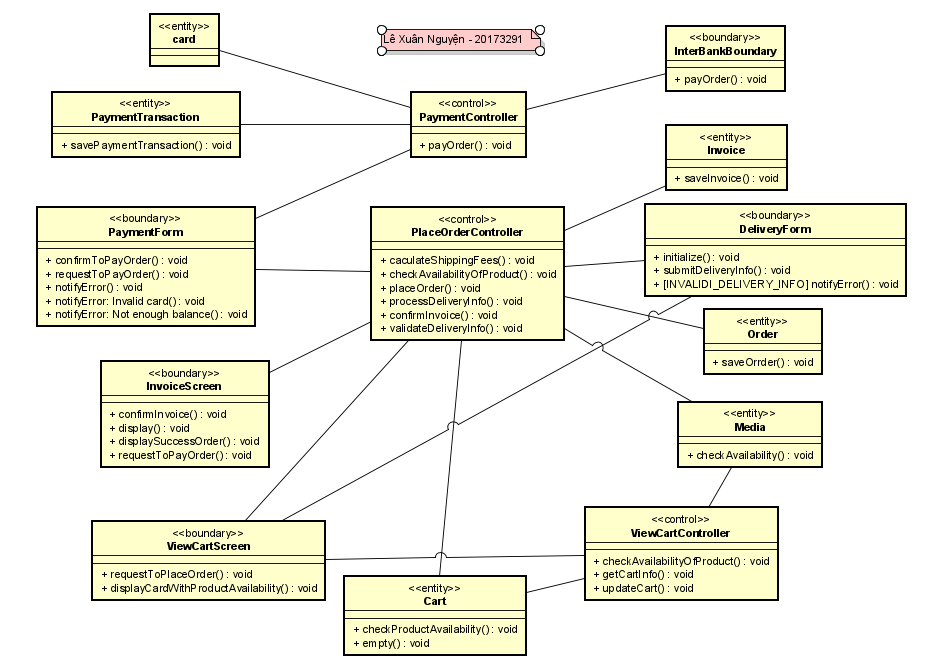 <<entity>>
card
Lê Xuân Nguyện - 20173291
<<boundary>>
InterBankBoundary
+ payOrder() : void
<<entity>>
PaymentTransaction
+ savePaymentTransaction() : void
<<control>>
PaymentController
+ payOrder() : void
<<entity>>
Invoice
+ saveInvoice() : void
<<boundary>>
PaymentForm
+ confirmToPayOrder() : void
+ requestToPayOrder() : void
+ notifyError() : void
+ notifyError: Invalid card() : void
+ notifyError: Not enough balance() : void
<<control>>
PlaceOrderController
+ caculateShippingFees() : void
+ checkAvailabilityOfProduct() : void
+ placeOrder() : void
+ processDeliveryInfo() : void
+ confirmInvoice() : void
+ validateDeliveryInfo() : void
<<boundary>>
DeliveryForm
+ initialize() : void
+ submitDeliveryInfo() : void
+ [INVALIDI_DELIVERY_INFO] notifyError() : void
<<entity>>
Order
+ saveOrrder() : void
<<boundary>>
InvoiceScreen
+ confirmInvoice() : void
+ display() : void
+ displaySuccessOrder() : void
+ requestToPayOrder() : void
<<entity>>
Media
+ checkAvailability() : void
<<boundary>>
ViewCartScreen
+ requestToPlaceOrder() : void
+ displayCardWithProductAvailability() : void
<<control>>
ViewCartController
+ checkAvailabilityOfProduct() : void
+ getCartInfo() : void
+ updateCart() : void
<<entity>>
Cart
+ checkProductAvailability() : void
+ empty() : void